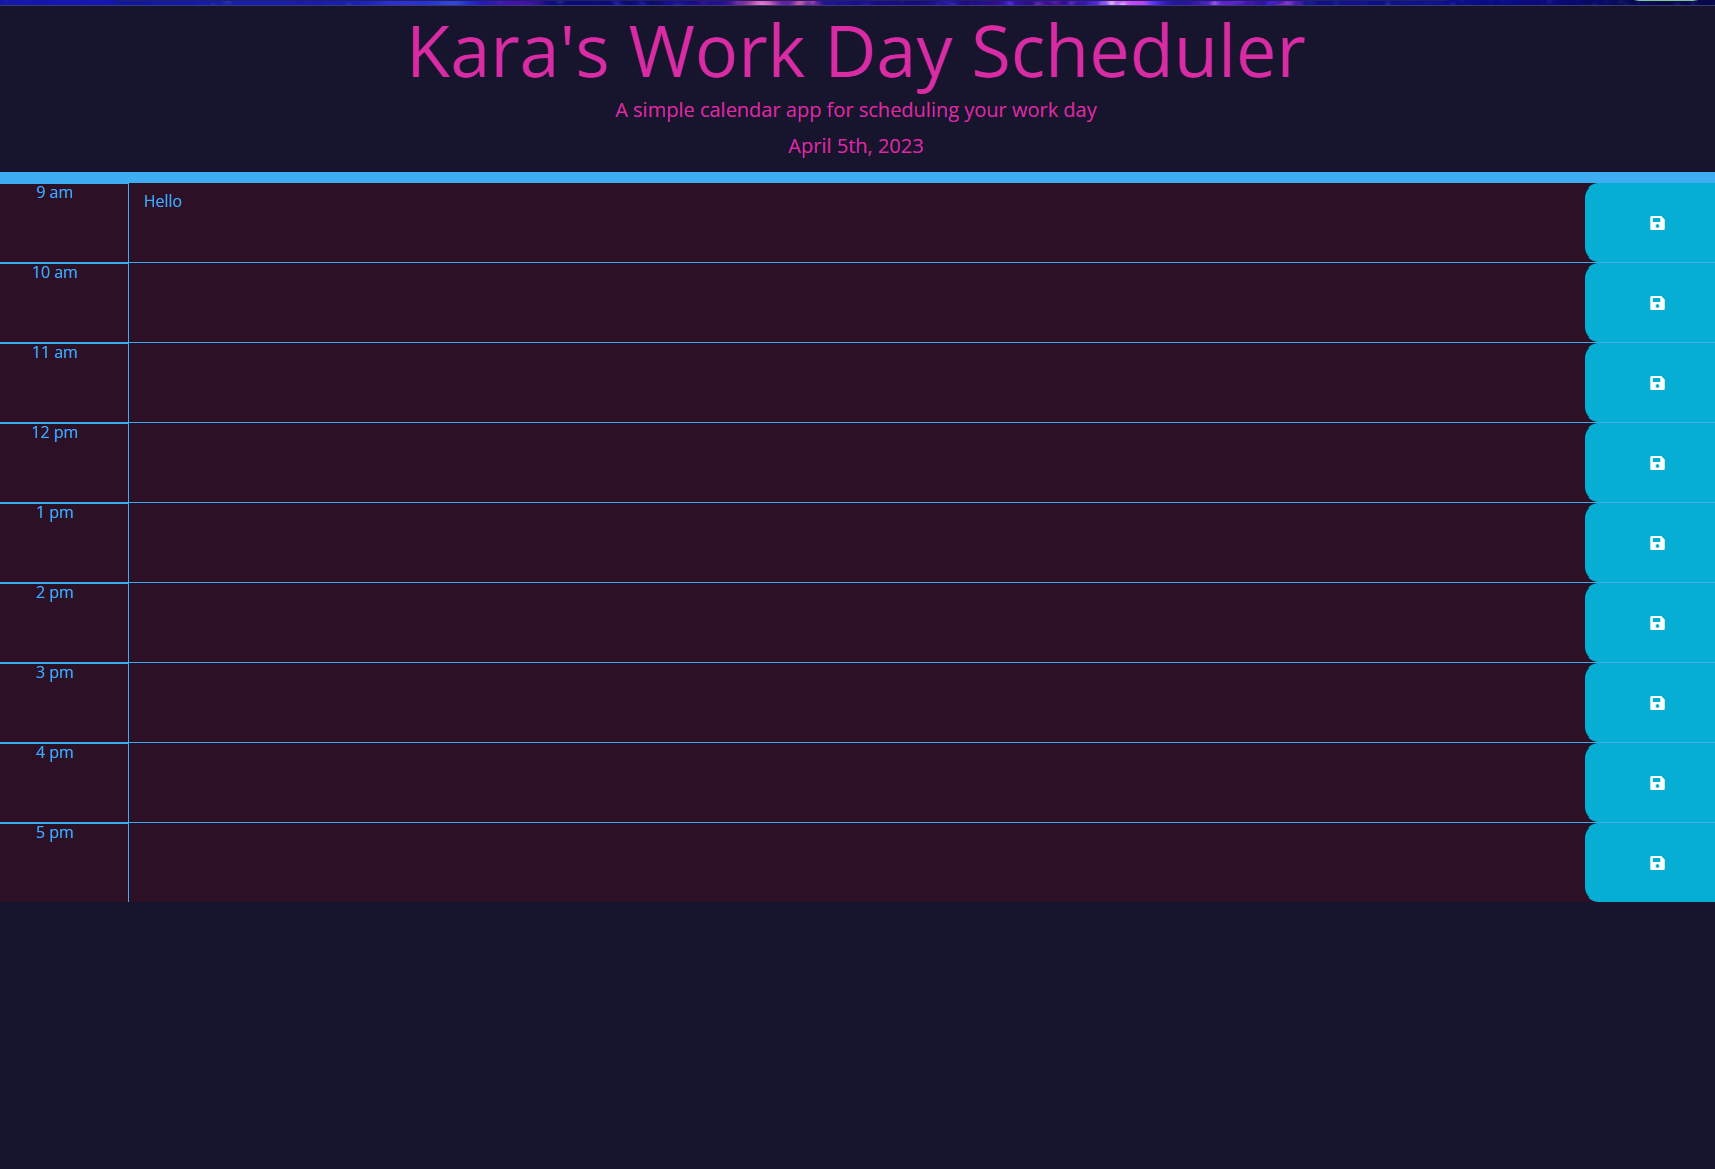 Kara's Work Day Scheduler
A simple calendar app for scheduling your work day
April 5th, 2023
9 am
Hello
10 am
11 am
12 pm
1 pm
2 pm
3 pm
4 pm
5 pm